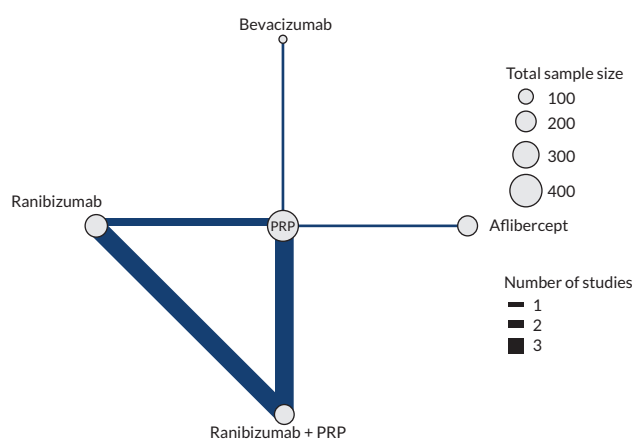 Bevacizumab
Total sample size
100
200
300
400
Ranibizumab
PRP
Aflibercept
Number of studies
1
2
3
Ranibizumab + PRP